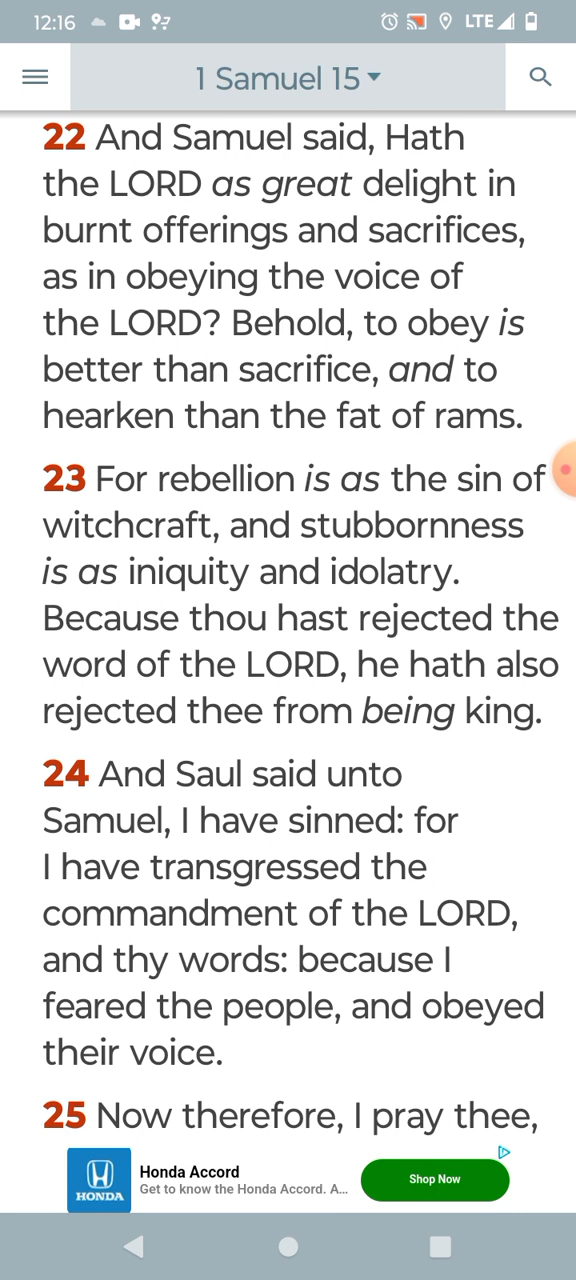 12:16 LTE
1 Samuel 15
22 And Samuel said, Hath
the LORD as great delight in
burnt offerings and sacrifices,
as in obeying the voice of
the LORD? Behold, to obey is
better than sacrifice, and to
hearken than the fat of rams.
23 For rebellion is as the sin of
witchcraft, and stubbornness
is as iniquity and idolatry.
Because thou hast rejected the
word of the LORD, he hath also
rejected thee from being king.
24 And Saul said unto
Samuel, I have sinned: for
I have transgressed the
commandment of the LORD,
and thy words: because I
feared the people, and obeyed
their voice.
25 Now therefore, I pray thee,
HONDA
Honda Accord
Get to know the Honda Accord. A...
Shop Now